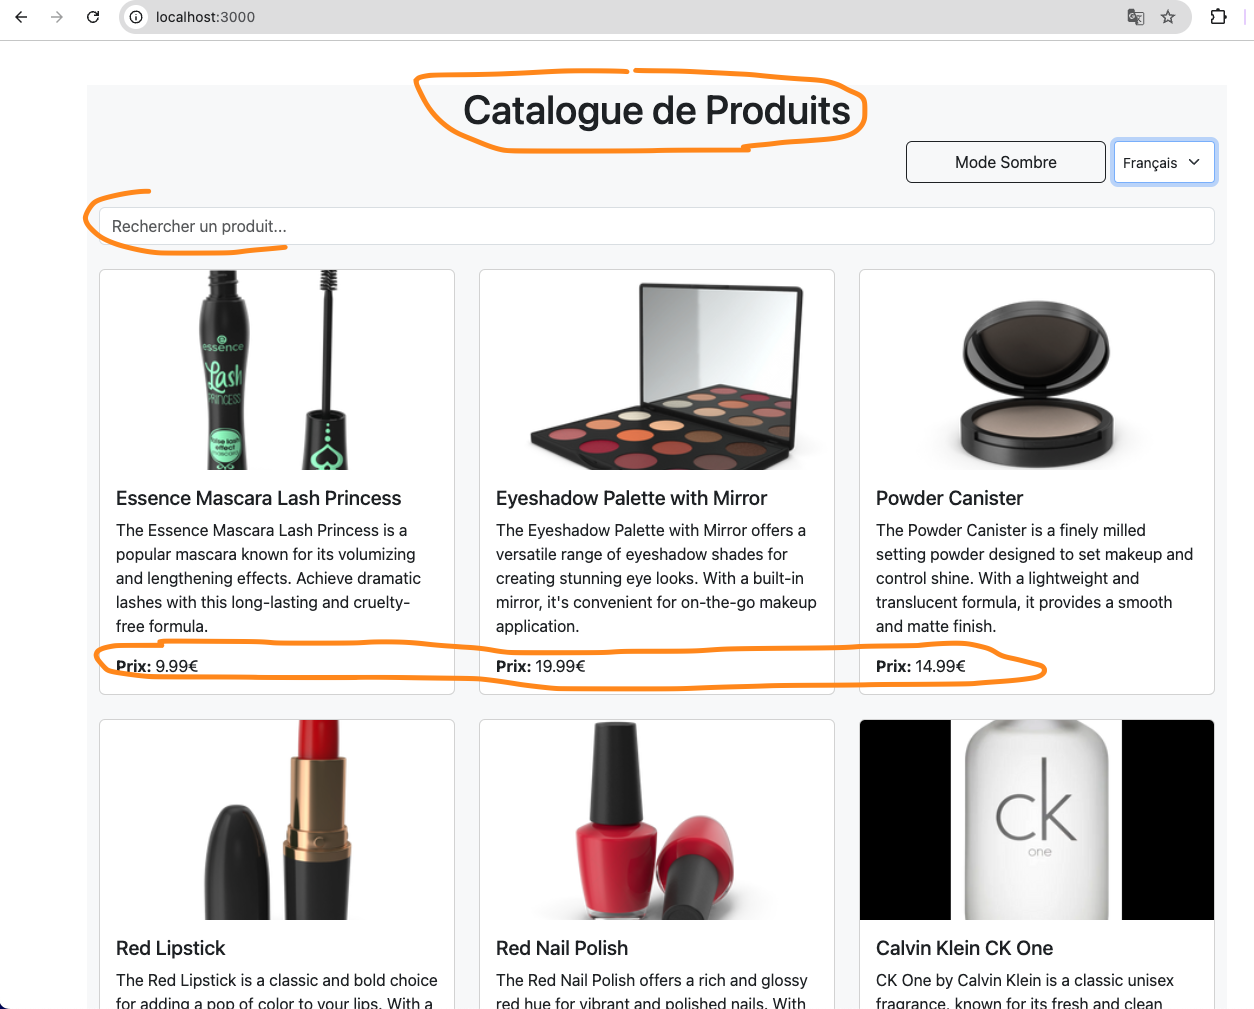 localhost:3000
Catalogue de Produits
Mode Sombre
Français
Rechercher un produit...
essence
Lash
PRINCESS
false lash
effect
Essence Mascara Lash Princess
The Essence Mascara Lash Princess is a
popular mascara known for its volumizing
and lengthening effects. Achieve dramatic
lashes with this long-lasting and cruelty-
free formula.
Prix: 9.99€
Eyeshadow Palette with Mirror
The Eyeshadow Palette with Mirror offers a
versatile range of eyeshadow shades for
creating stunning eye looks. With a built-in
mirror, it's convenient for on-the-go makeup
application.
Prix: 19.99€
Powder Canister
The Powder Canister is a finely milled
setting powder designed to set makeup and
control shine. With a lightweight and
translucent formula, it provides a smooth
and matte finish.
Prix: 14.99€
Red Lipstick
The Red Lipstick is a classic and bold choice
for adding a pop of color to your lips. With a
Red Nail Polish
The Red Nail Polish offers a rich and glossy
red hue for vibrant and polished nails. With
ck
one
Calvin Klein CK One
CK One by Calvin Klein is a classic unisex
fragrance, known for its fresh and clean